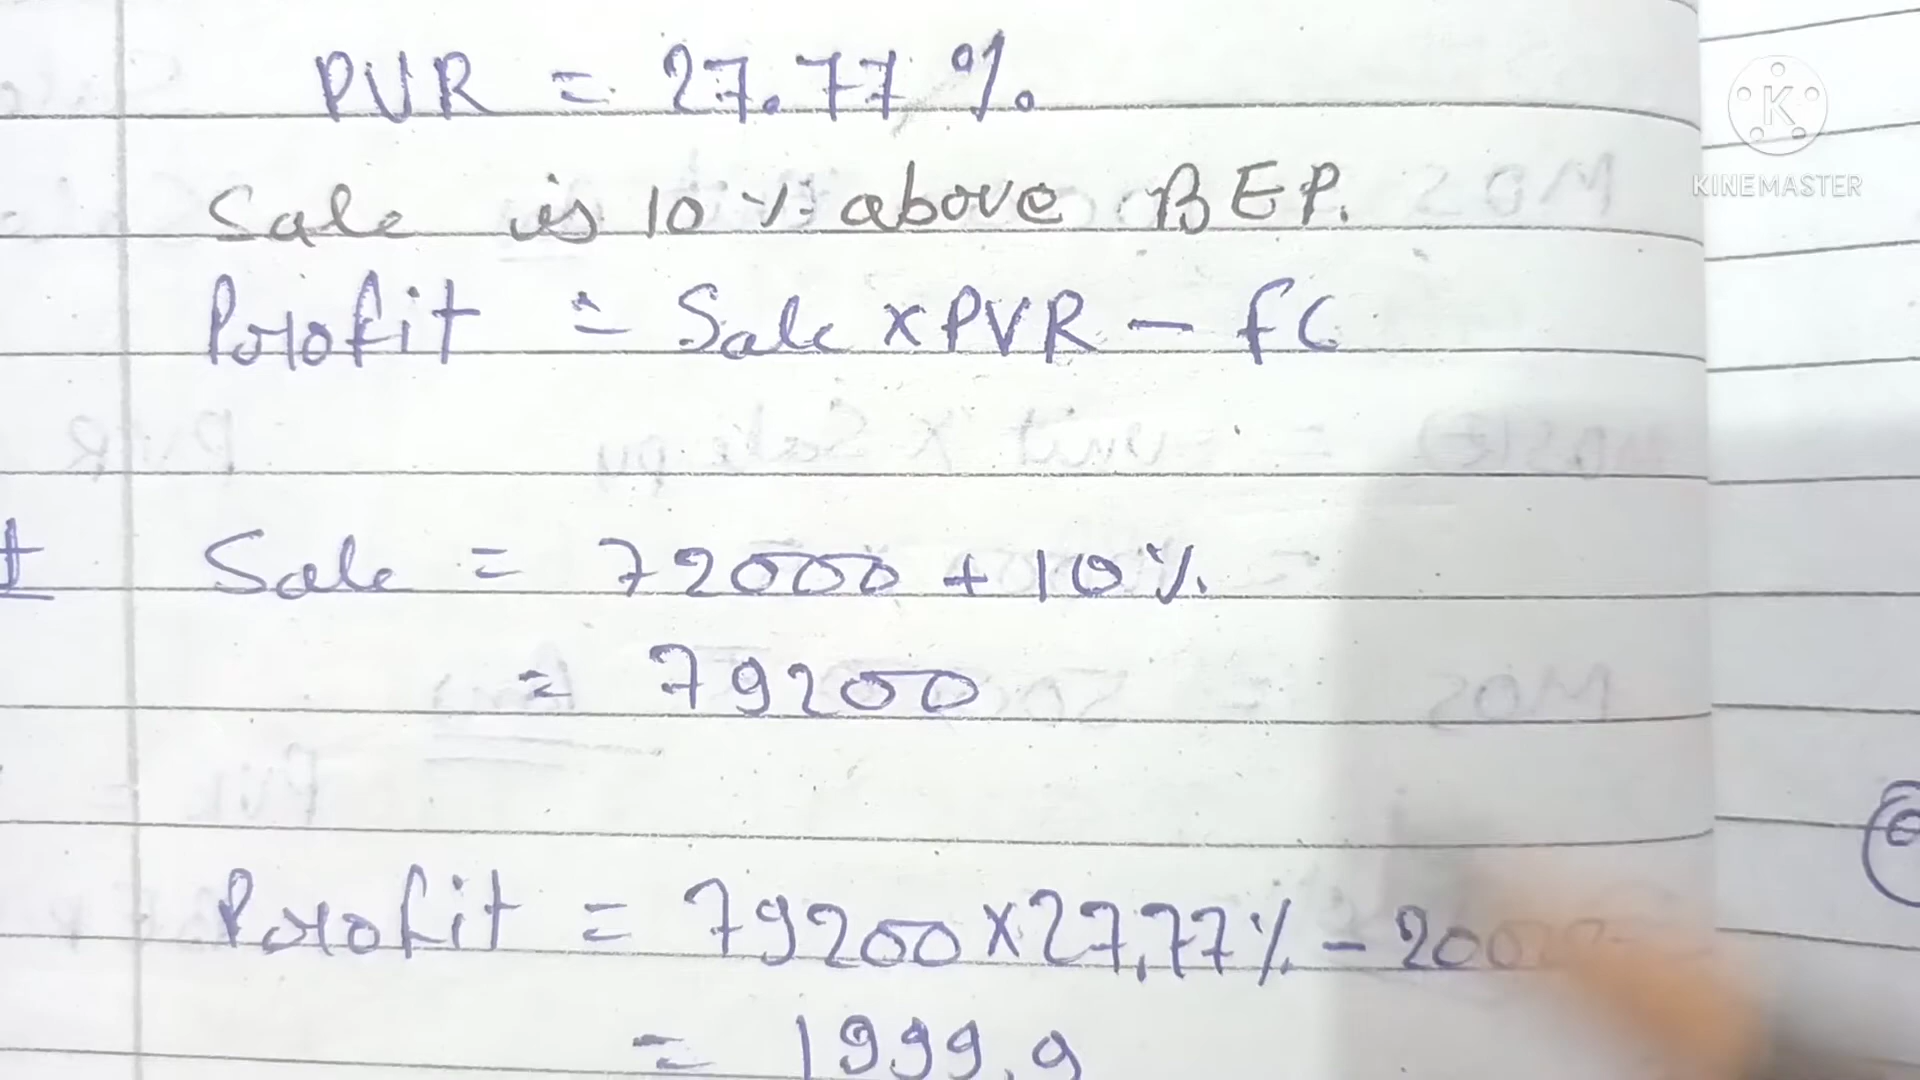 PVR = 27.77 %.
KINEMASTER
Sale is 10 % above BEP.
Profit = Sale x PVR - FC
Sale = 72000 + 10 %.
= 79200
Profit = 79200 x 27.77 % - 20000
= 1999.9